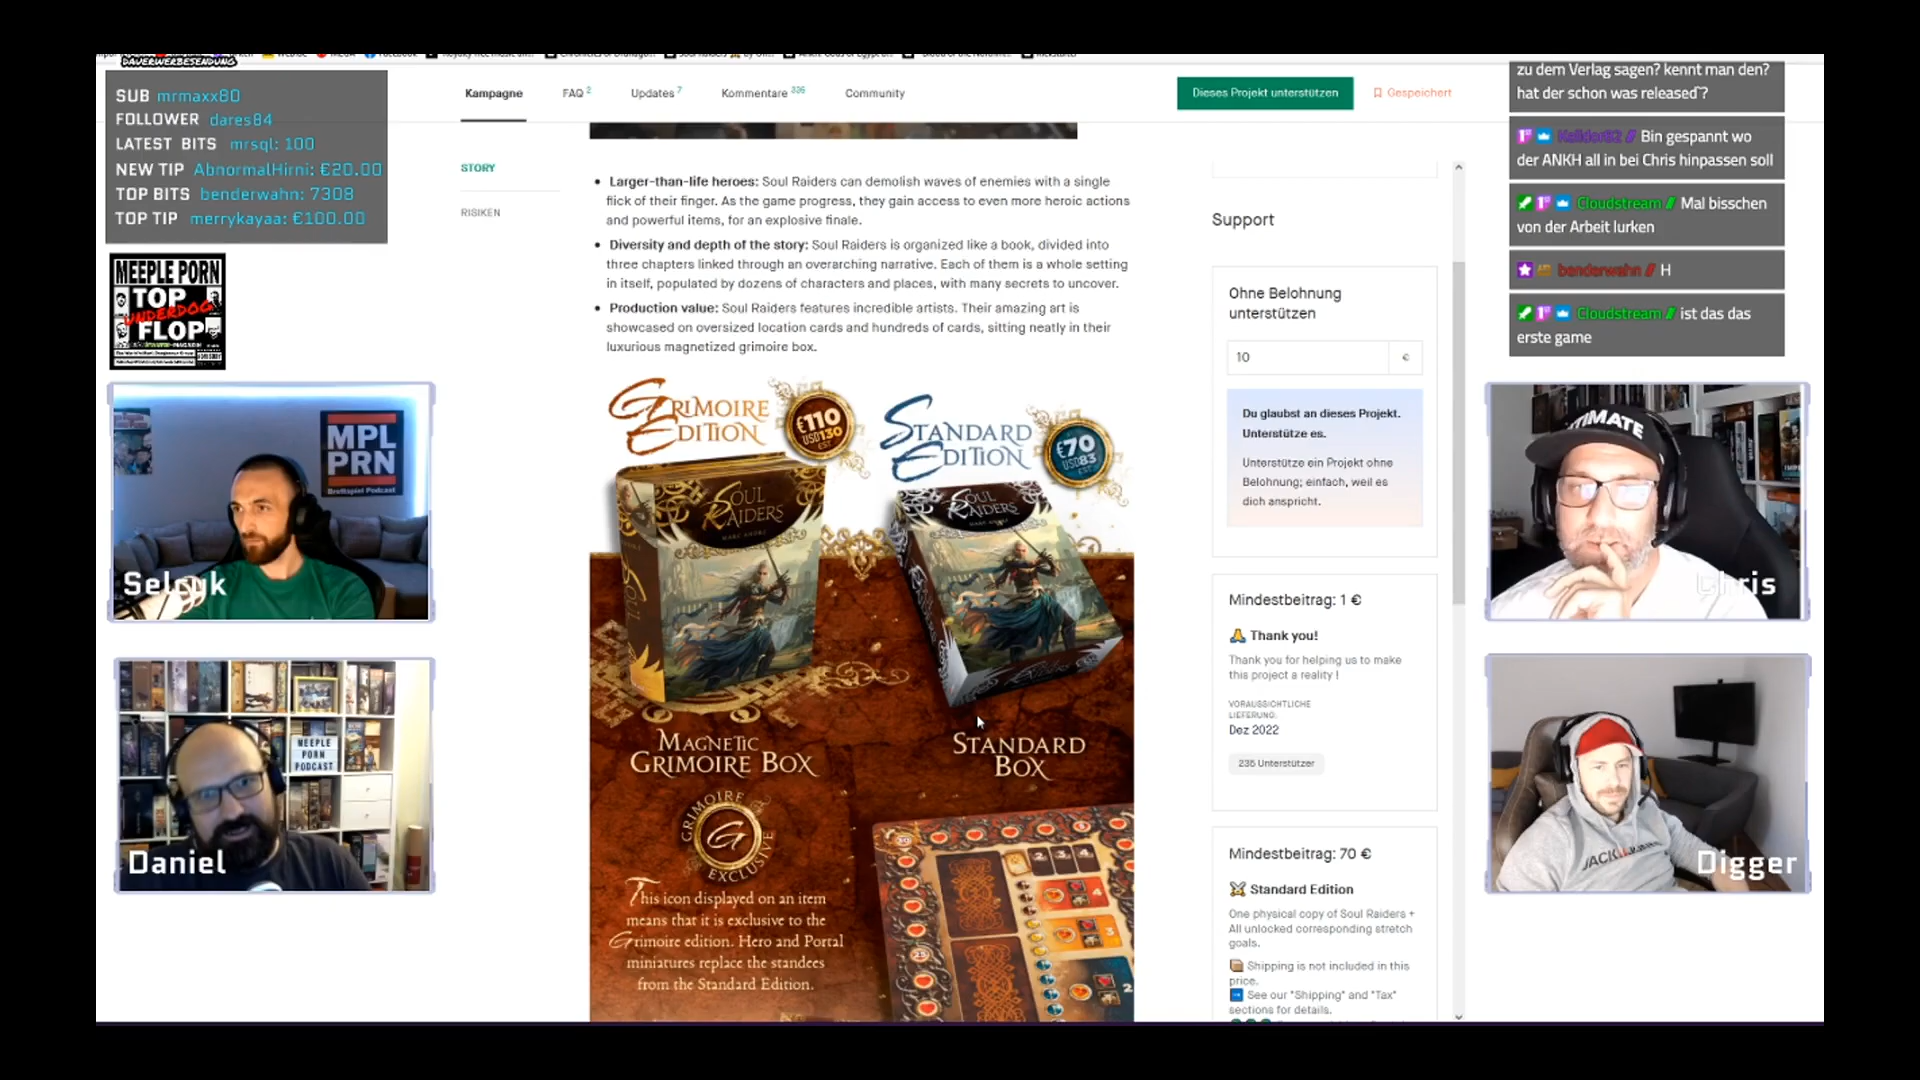 DAUERWERBESENDUNG
SUB mrmaxx80
FOLLOWER dares84
LATEST BITS mrsql: 100
NEW TIP AbnormalHirni: €20.00
TOP BITS benderwahn: 7308
TOP TIP merrykayaa: €100.00
MEEPLE PORN
TOP
UNDERDOG
FLOP
Kampagne
FAQ 2
Updates 7
Kommentare 335
Community
Dieses Projekt unterstützen
Gespeichert
STORY
RISIKEN
Larger-than-life heroes: Soul Raiders can demolish waves of enemies with a single
flick of their finger. As the game progress, they gain access to even more heroic actions
and powerful items, for an explosive finale.
Diversity and depth of the story: Soul Raiders is organized like a book, divided into
three chapters linked through an overarching narrative. Each of them is a whole setting
in itself, populated by dozens of characters and places, with many secrets to uncover.
Production value: Soul Raiders features incredible artists. Their amazing art is
showcased on oversized location cards and hundreds of cards, sitting neatly in their
luxurious magnetized grimoire box.
GRIMOIRE
EDITION
€110
USD130
STANDARD
EDITION
€70
USD83
SOUL
RAIDERS
MARC ANDRÉ
SOUL
RAIDERS
MARC ANDRÉ
MAGNETIC
GRIMOIRE BOX
STANDARD
BOX
GRIMOIRE
G
EXCLUSIVE
This icon displayed on an item
means that it is exclusive to the
Grimoire edition. Hero and Portal
miniatures replace the standees
from the Standard Edition.
Support
Ohne Belohnung
unterstützen
10
€
Du glaubst an dieses Projekt.
Unterstütze es.
Unterstütze ein Projekt ohne
Belohnung; einfach, weil es
dich anspricht.
Mindestbeitrag: 1 €
Thank you!
Thank you for helping us to make
this project a reality !
VORAUSSICHTLICHE
LIEFERUNG:
Dez 2022
235 Unterstützer
Mindestbeitrag: 70 €
Standard Edition
One physical copy of Soul Raiders +
All unlocked corresponding stretch
goals.
Shipping is not included in this
price.
See our "Shipping" and "Tax"
sections for details.
zu dem Verlag sagen? kennt man den?
hat der schon was released`?
// Bin gespannt wo
der ANKH all in bei Chris hinpassen soll
Cloudstream // Mal bisschen
von der Arbeit lurken
benderwahn // H
Cloudstream // ist das das
erste game
MPL
PRN
Brettspiel Podcast
Selcuk
MEEPLE
PORN
PODCAST
Daniel
TIMATE
Chris
Digger